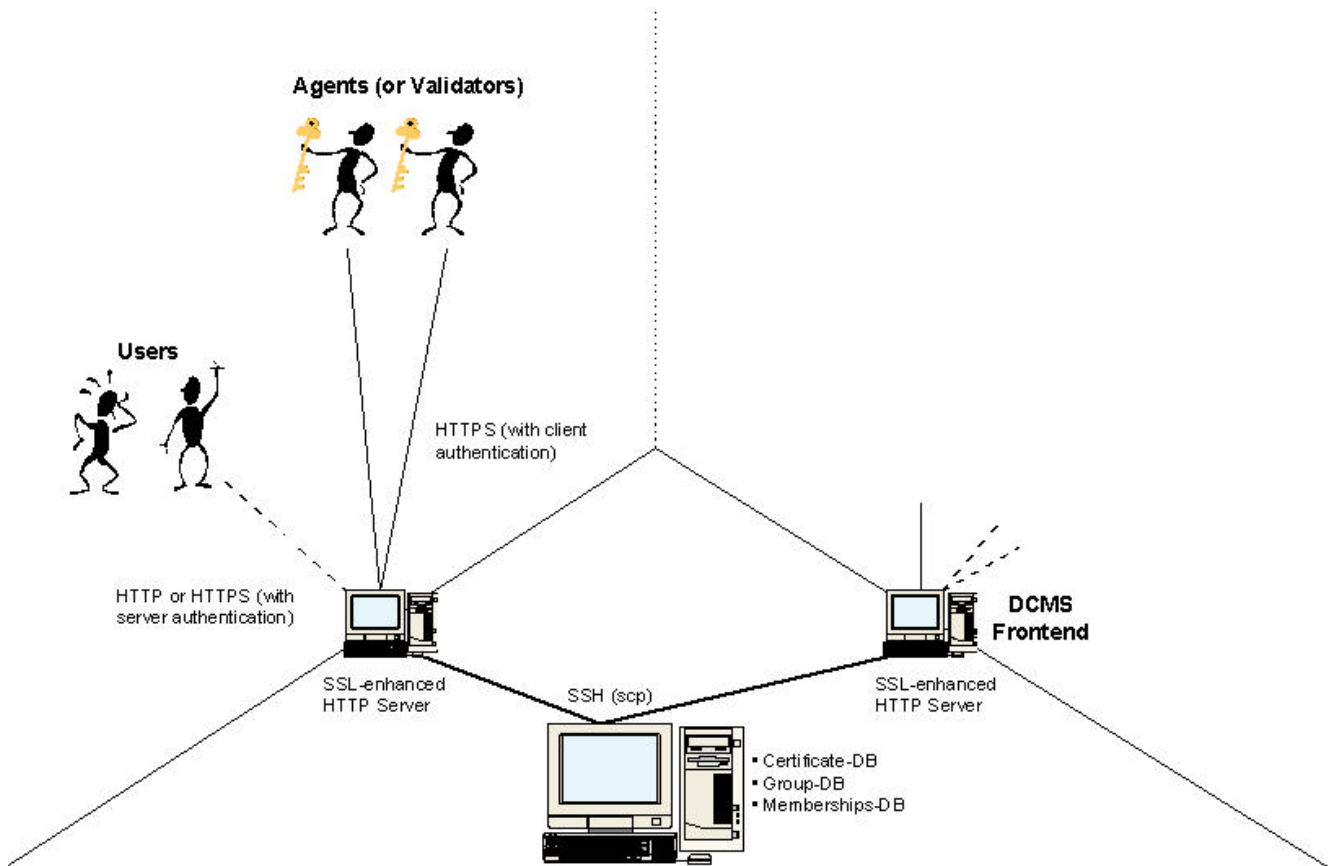 Agents (or Validators)
Users
HTTPS (with client
authentication)
HTTP or HTTPS (with
server authentication)
DCMS
Frontend
SSL-enhanced
HTTP Server
SSH (scp)
SSL-enhanced
HTTP Server
▪ Certificate-DB
▪ Group-DB
▪ Memberships-DB